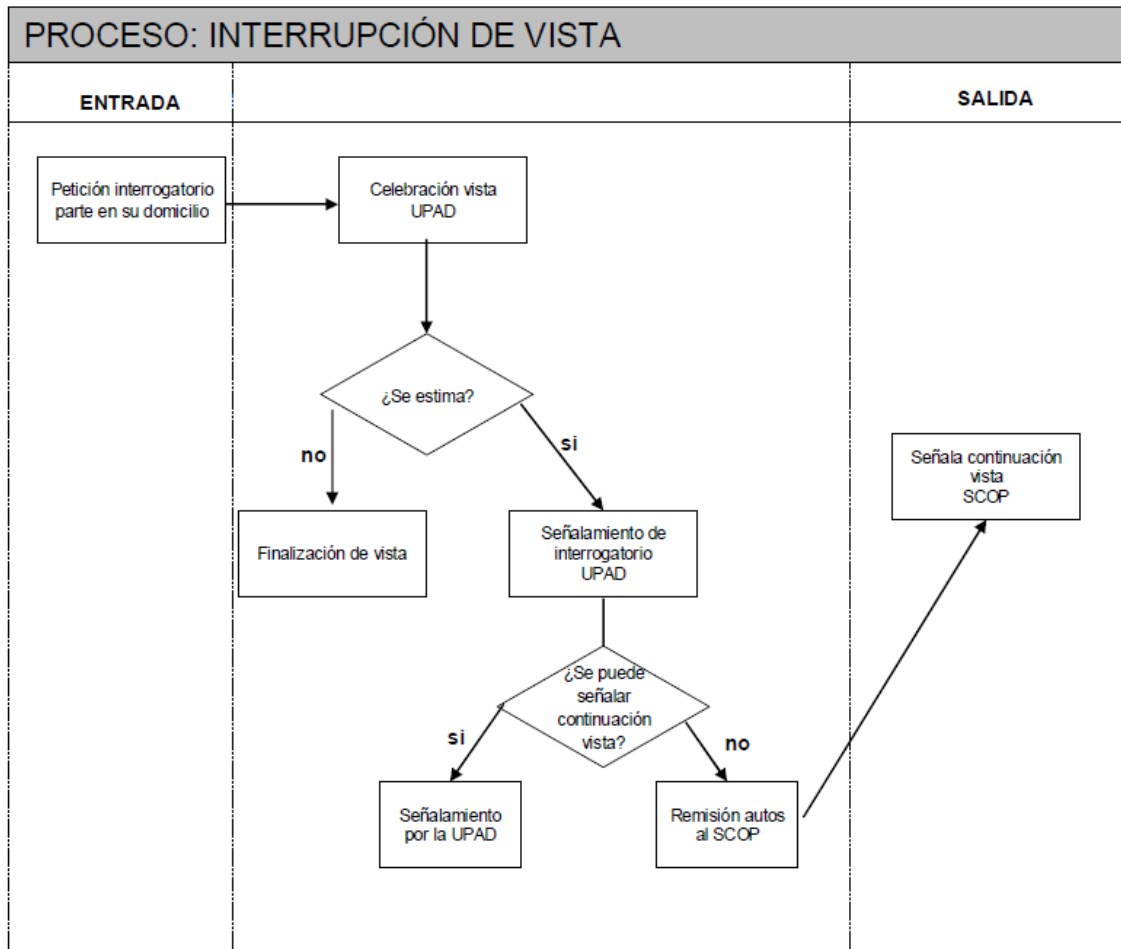 PROCESO: INTERRUPCIÓN DE VISTA
ENTRADA
SALIDA
Petición interrogatorio
parte en su domicilio
Celebración vista
UPAD
¿Se estima?
no
si
Señala continuación
vista
SCOP
Finalización de vista
Señalamiento de
interrogatorio
UPAD
¿Se puede
señalar
continuación
vista?
si
no
Señalamiento
por la UPAD
Remisión autos
al SCOP